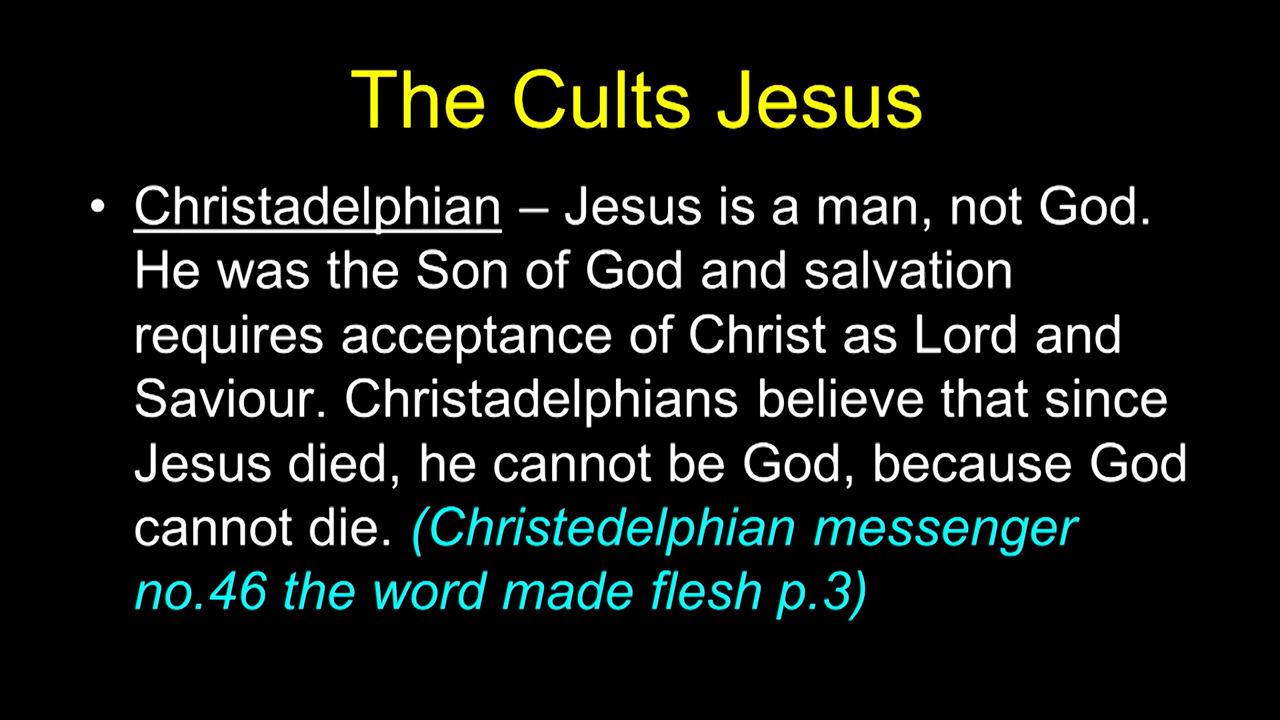 The Cults Jesus
• Christadelphian – Jesus is a man, not God.
He was the Son of God and salvation
requires acceptance of Christ as Lord and
Saviour. Christadelphians believe that since
Jesus died, he cannot be God, because God
cannot die. (Christedelphian messenger
no.46 the word made flesh p.3)